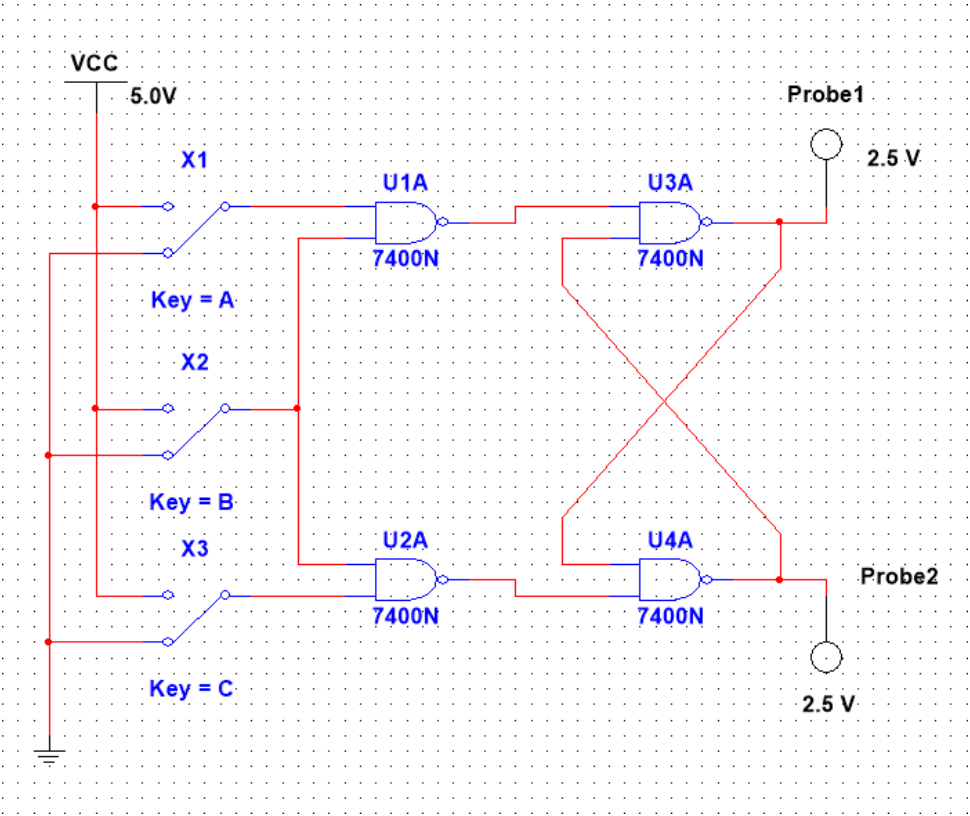 VCC
5.0V
Probe1
2.5 V
X1
U1A
U3A
7400N
7400N
Key = A
X2
Key = B
X3
U2A
U4A
Probe2
7400N
7400N
Key = C
2.5 V